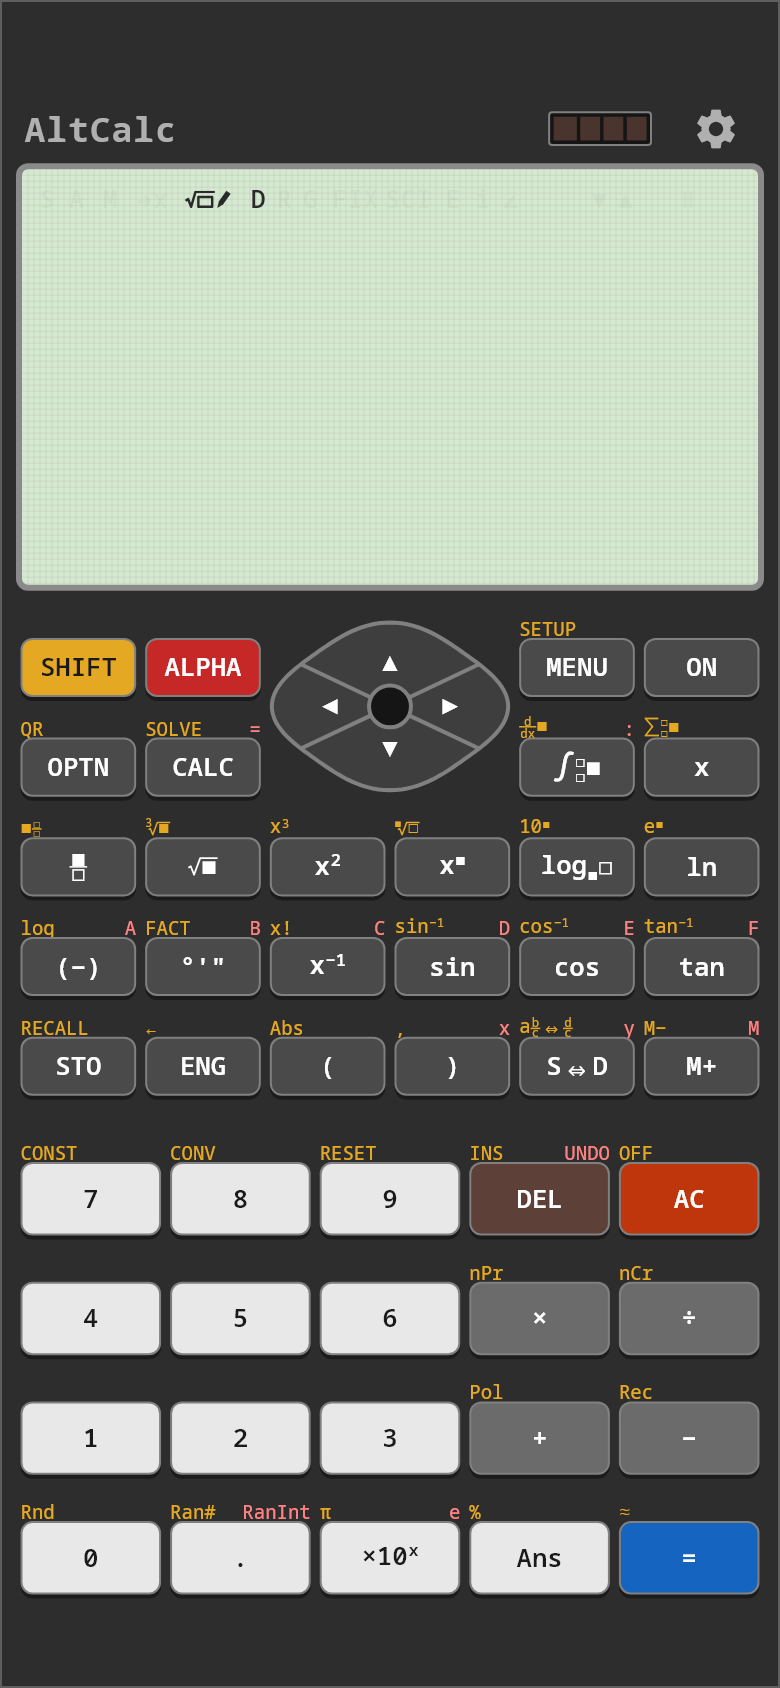 AltCalc
√▭ D
SETUP
SHIFT ALPHA MENU ON
QR SOLVE = d/dx■ : ∑□□■
OPTN CALC ∫□□■ x
■□/□ ³√■ x³ ■√□ 10■ e■
■/□ √■ x² x■ log■□ ln
log A FACT B x! C sin⁻¹ D cos⁻¹ E tan⁻¹ F
(−) °'" x⁻¹ sin cos tan
RECALL ← Abs , x a b/c⇔d/c y M− M
STO ENG ( ) S⇔D M+
CONST CONV RESET INS UNDO OFF
7 8 9 DEL AC
nPr nCr
4 5 6 × ÷
Pol Rec
1 2 3 + −
Rnd Ran# RanInt π e % ≈
0 . ×10ˣ Ans =